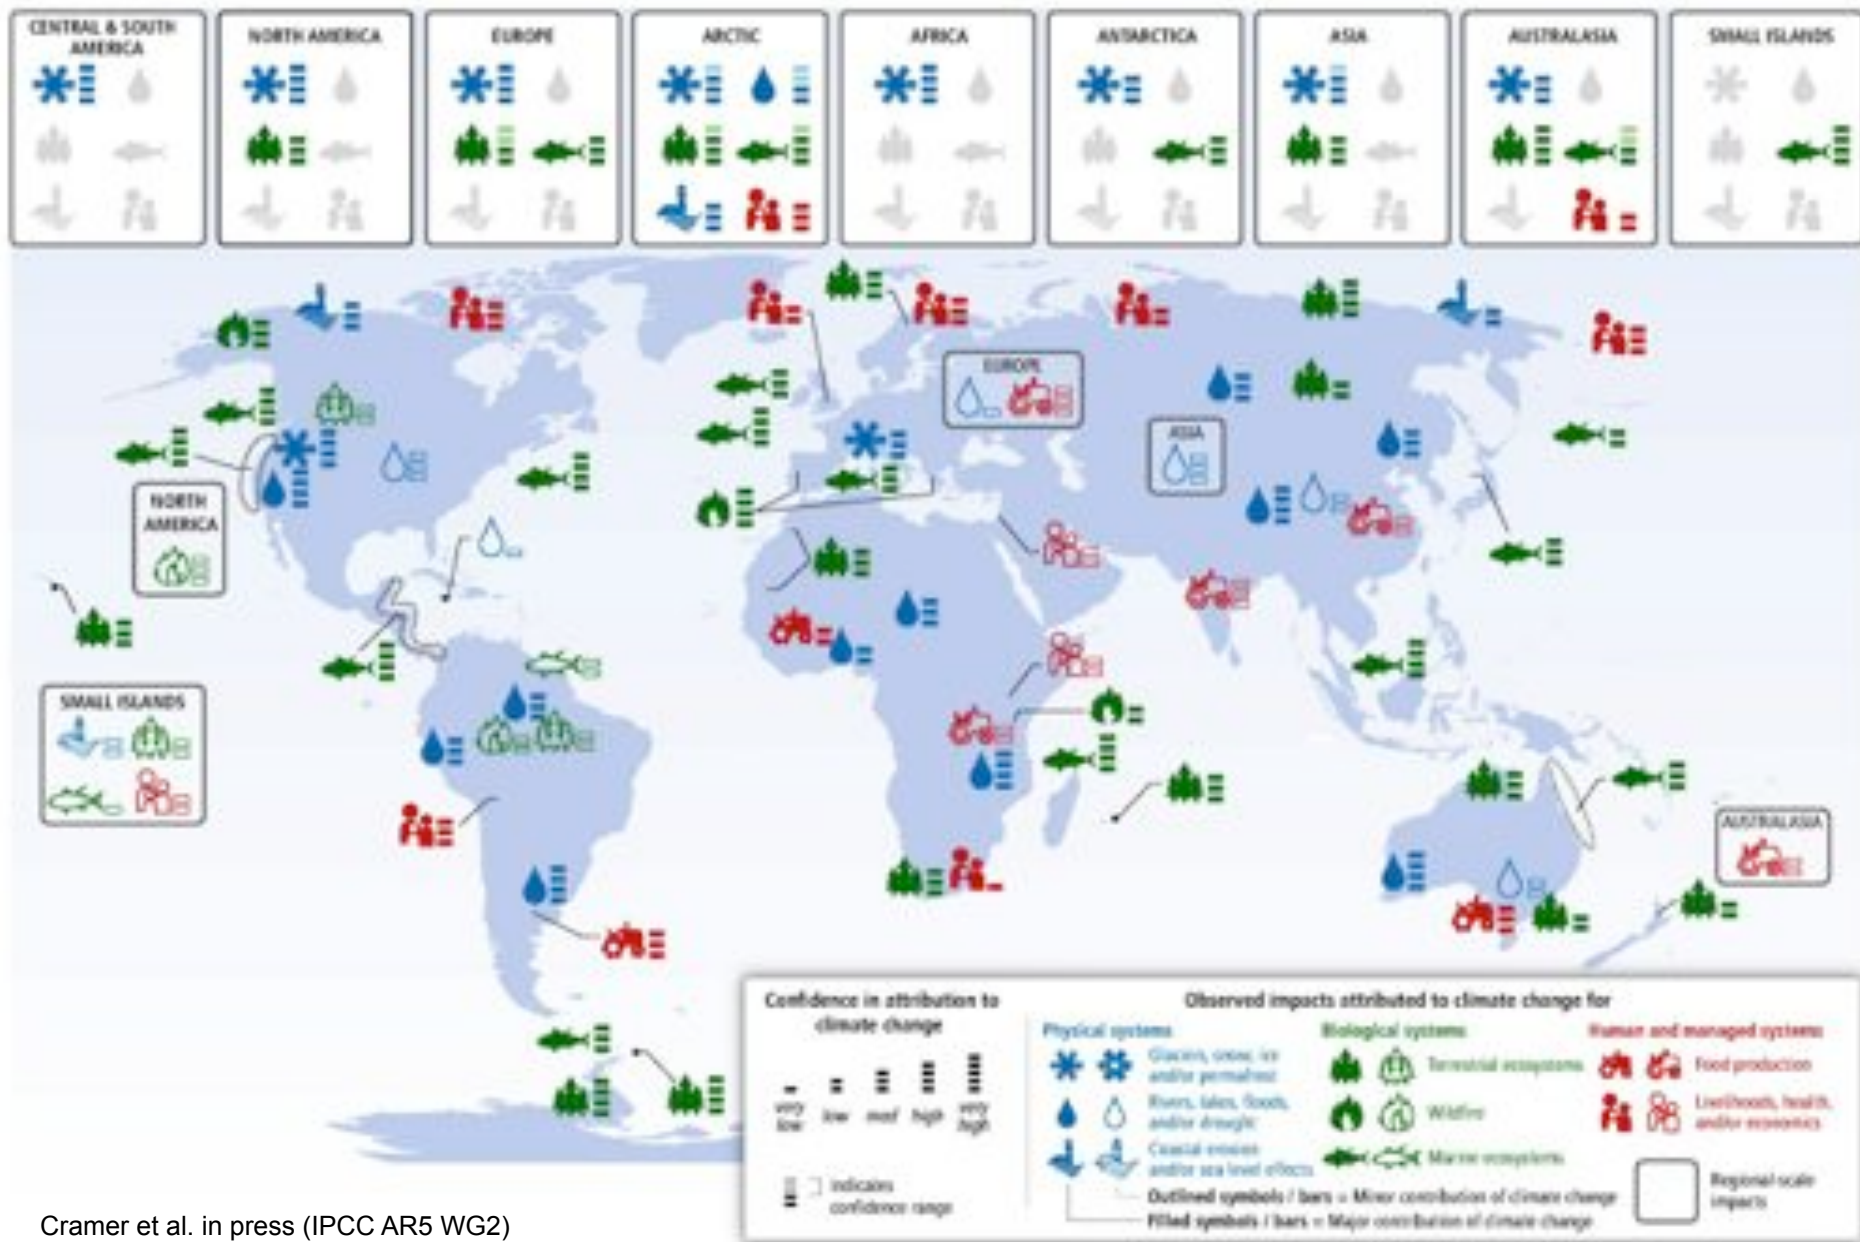 CENTRAL & SOUTH
AMERICA
NORTH AMERICA
EUROPE
ARCTIC
AFRICA
ANTARCTICA
ASIA
AUSTRALASIA
SMALL ISLANDS
EUROPE
ASIA
NORTH
AMERICA
SMALL ISLANDS
AUSTRALASIA
Confidence in attribution to
climate change
very
low
low
med
high
very
high
indicates
confidence range
Observed impacts attributed to climate change for
Physical systems
Glaciers, snow, ice
and/or permafrost
Rivers, lakes, floods,
and/or drought
Coastal erosion
and/or sea level effects
Biological systems
Terrestrial ecosystems
Wildfire
Marine ecosystems
Human and managed systems
Food production
Livelihoods, health,
and/or economics
Outlined symbols / bars = Minor contribution of climate change
Filled symbols / bars = Major contribution of climate change
Regional-scale
impacts
Cramer et al. in press (IPCC AR5 WG2)